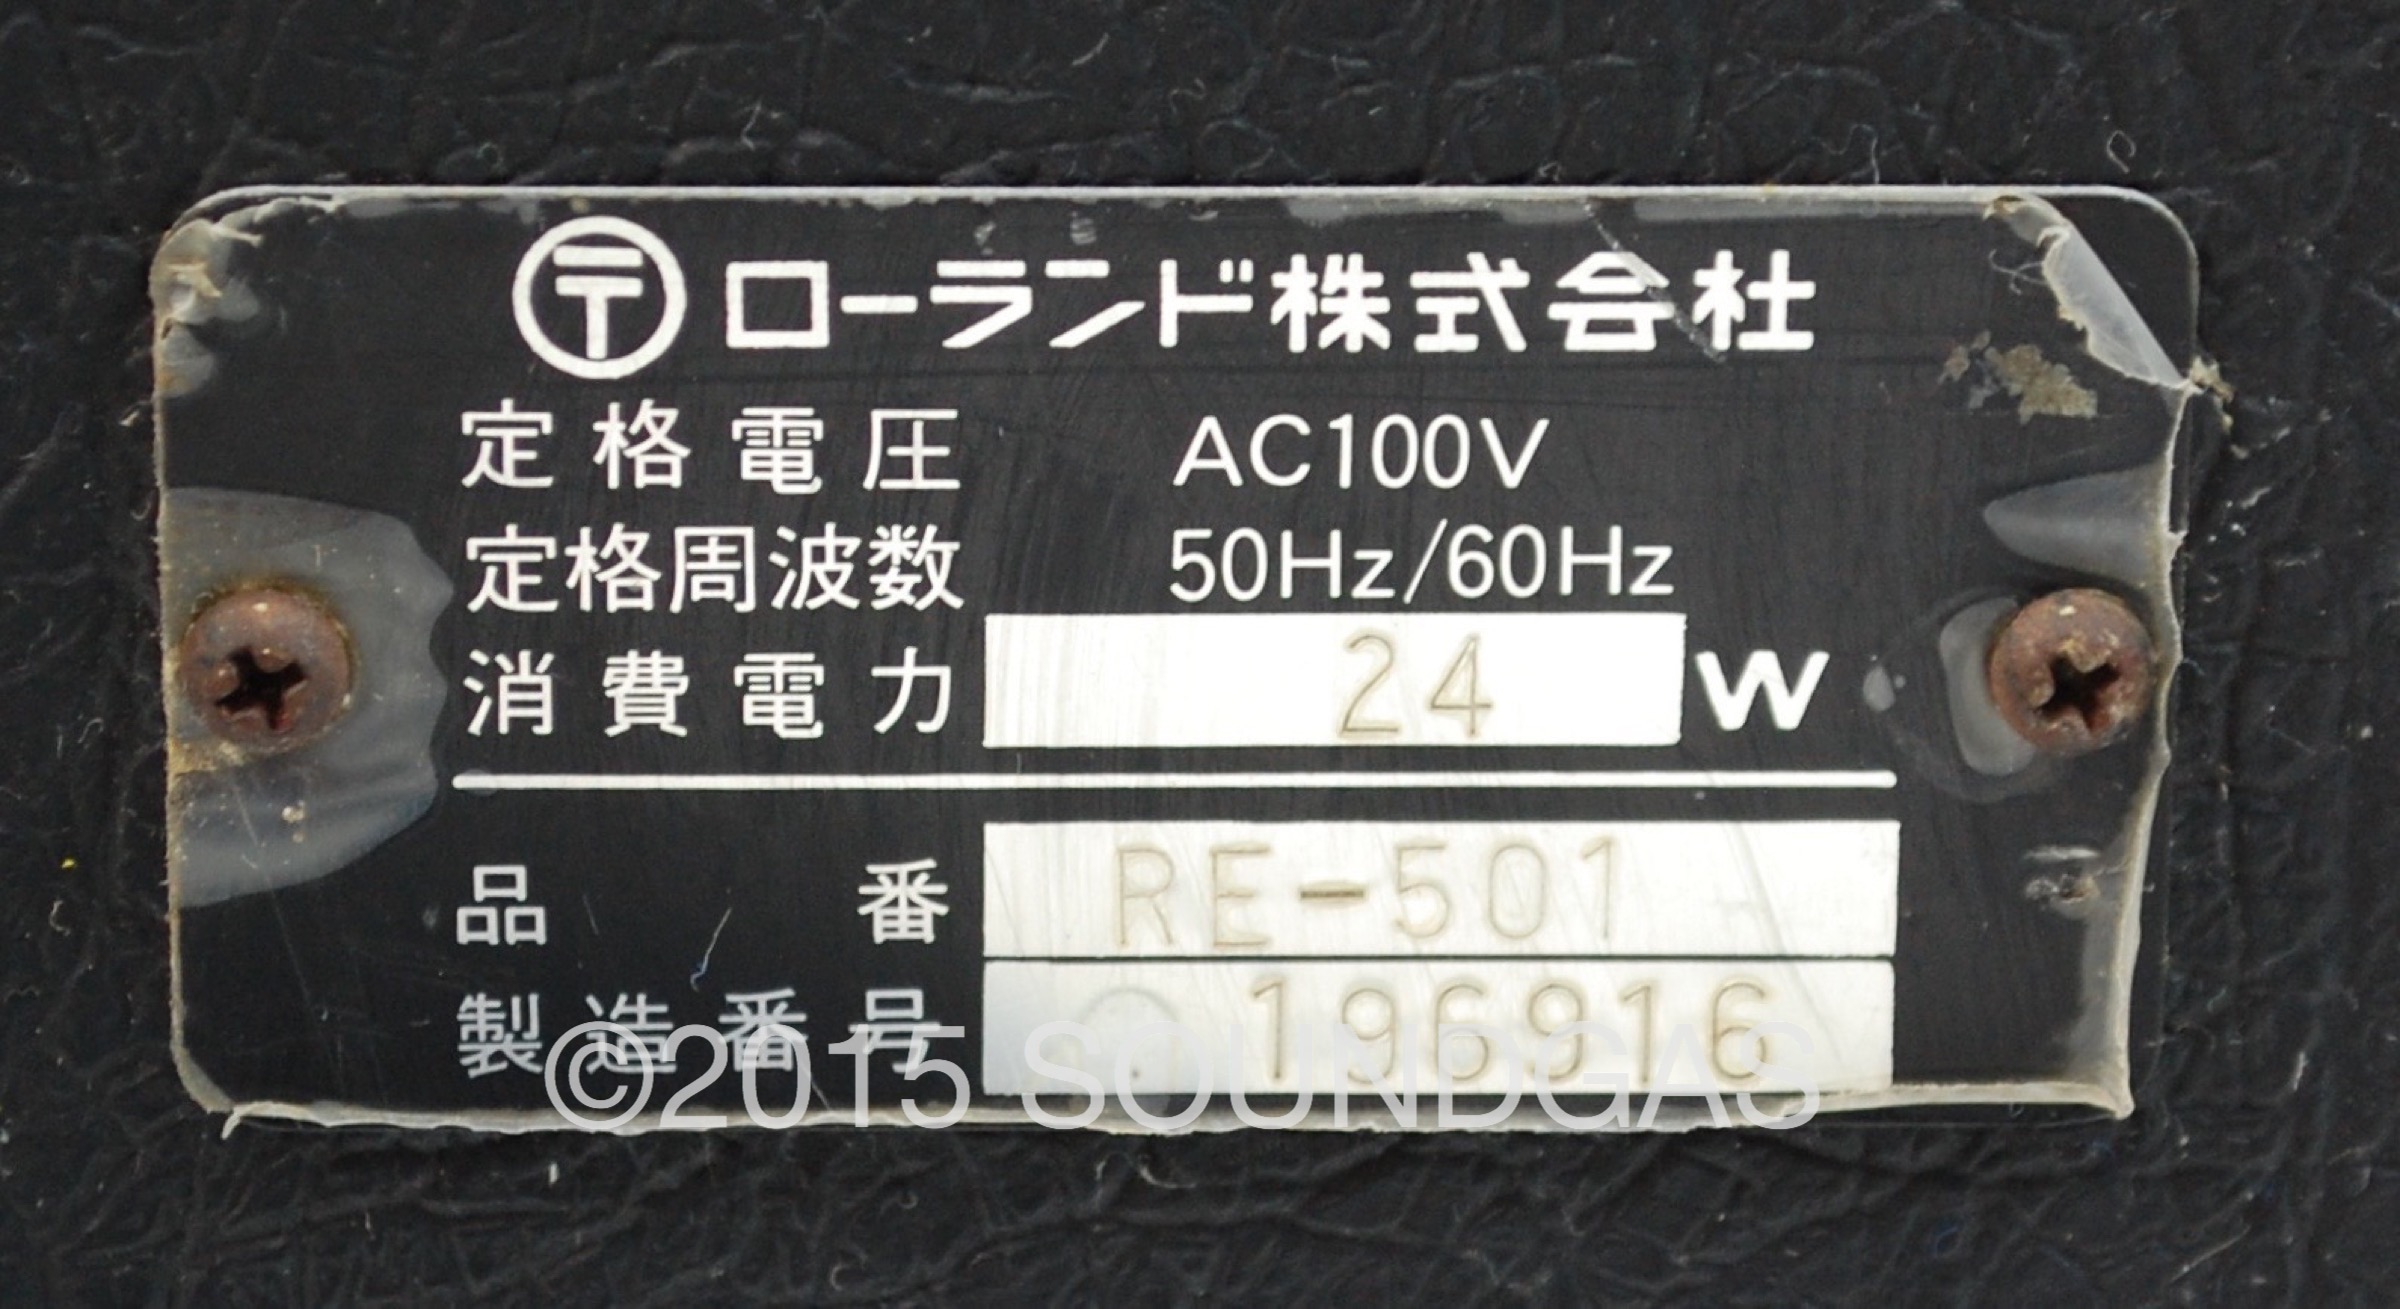 〒 ローランド株式会社
定格電圧 AC100V
定格周波数 50Hz/60Hz
消費電力 24 W
品番 RE-501
製造番号 196916
©2015 SOUNDGAS